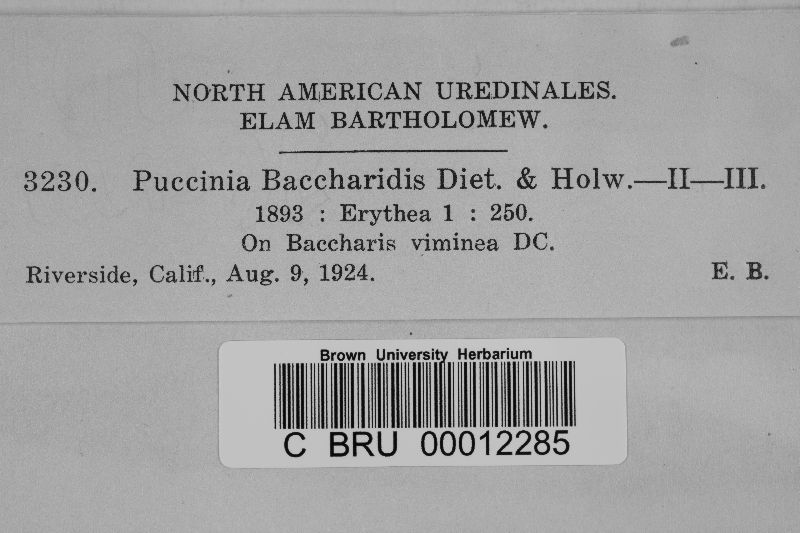 NORTH AMERICAN UREDINALES.
ELAM BARTHOLOMEW.
3230. Puccinia Baccharidis Diet. & Holw.—II—III.
1893 : Erythea 1 : 250.
On Baccharis viminea DC.
Riverside, Calif., Aug. 9, 1924. E. B.
Brown University Herbarium
C BRU 00012285